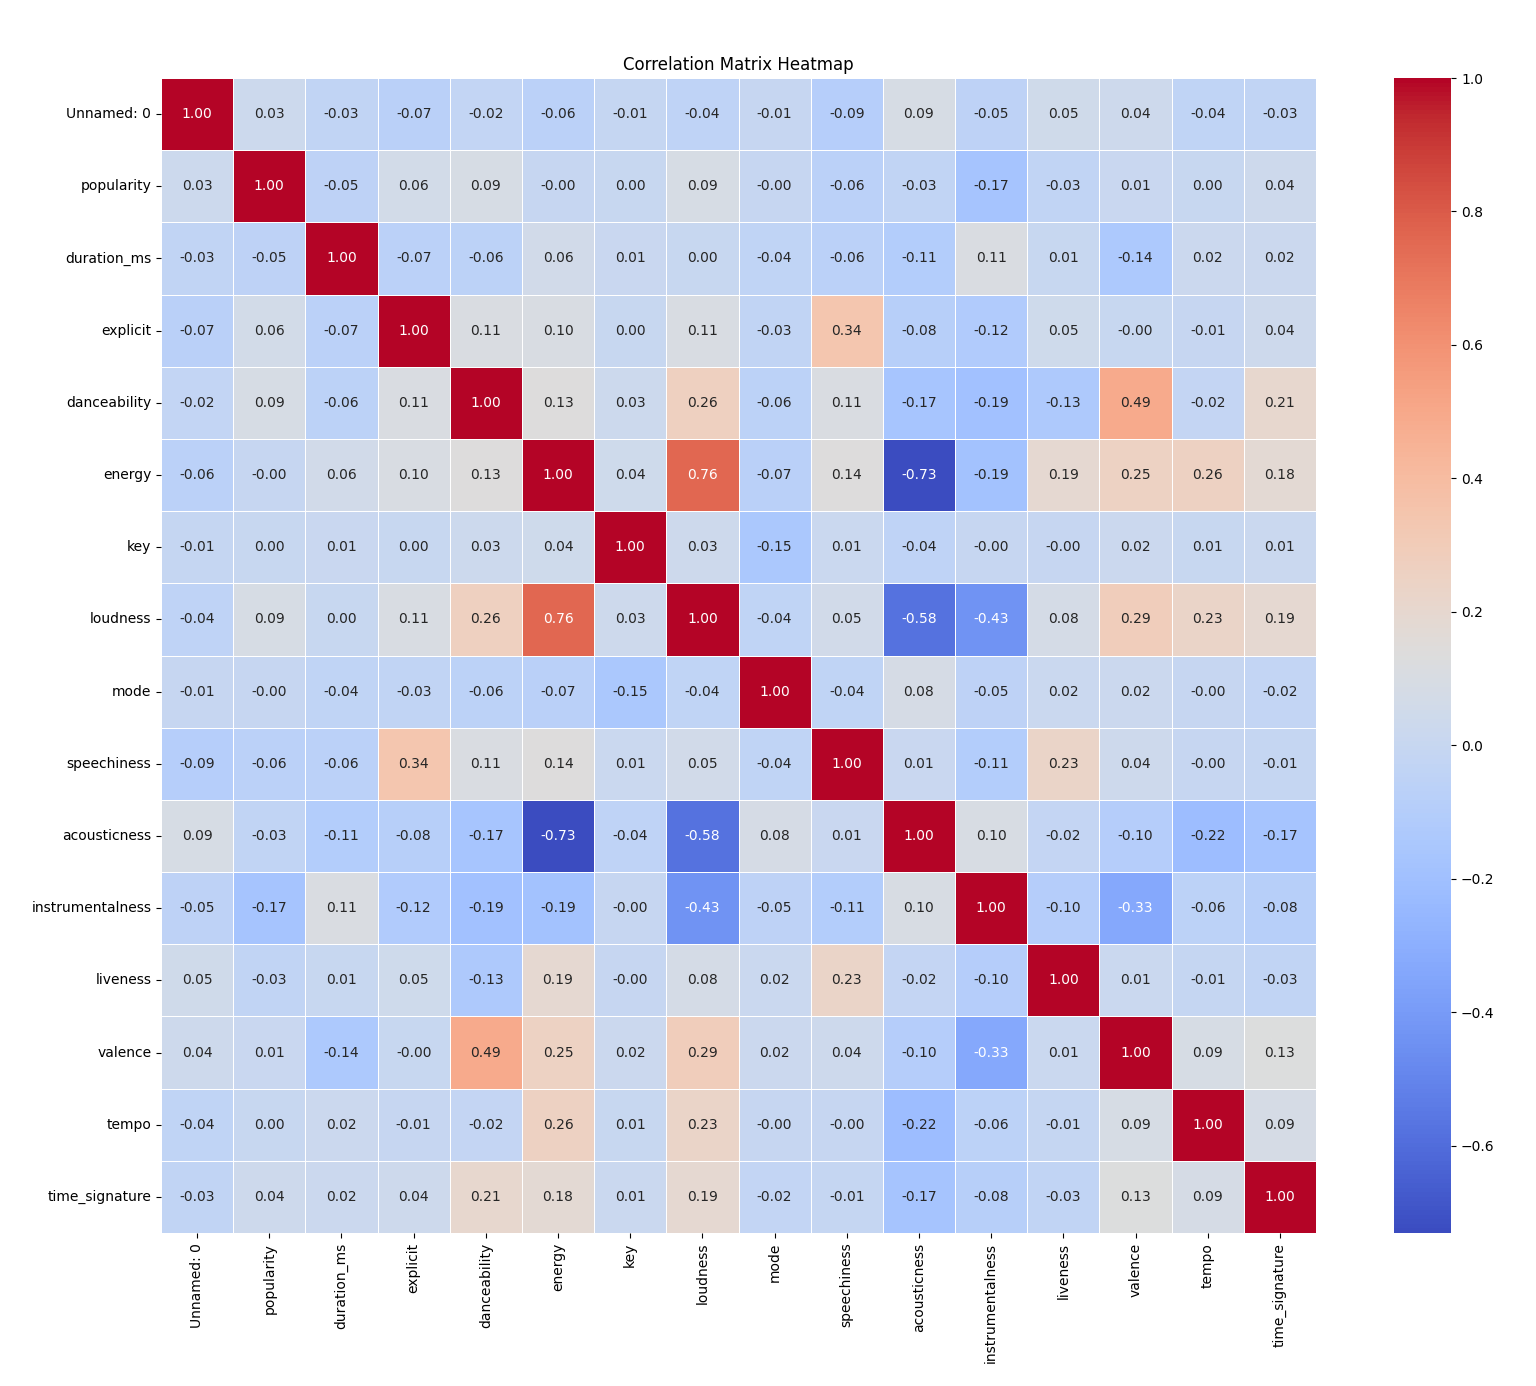 Correlation Matrix Heatmap
Unnamed: 0 1.00 0.03 -0.03 -0.07 -0.02 -0.06 -0.01 -0.04 -0.01 -0.09 0.09 -0.05 0.05 0.04 -0.04 -0.03
popularity 0.03 1.00 -0.05 0.06 0.09 -0.00 0.00 0.09 -0.00 -0.06 -0.03 -0.17 -0.03 0.01 0.00 0.04
duration_ms -0.03 -0.05 1.00 -0.07 -0.06 0.06 0.01 0.00 -0.04 -0.06 -0.11 0.11 0.01 -0.14 0.02 0.02
explicit -0.07 0.06 -0.07 1.00 0.11 0.10 0.00 0.11 -0.03 0.34 -0.08 -0.12 0.05 -0.00 -0.01 0.04
danceability -0.02 0.09 -0.06 0.11 1.00 0.13 0.03 0.26 -0.06 0.11 -0.17 -0.19 -0.13 0.49 -0.02 0.21
energy -0.06 -0.00 0.06 0.10 0.13 1.00 0.04 0.76 -0.07 0.14 -0.73 -0.19 0.19 0.25 0.26 0.18
key -0.01 0.00 0.01 0.00 0.03 0.04 1.00 0.03 -0.15 0.01 -0.04 -0.00 -0.00 0.02 0.01 0.01
loudness -0.04 0.09 0.00 0.11 0.26 0.76 0.03 1.00 -0.04 0.05 -0.58 -0.43 0.08 0.29 0.23 0.19
mode -0.01 -0.00 -0.04 -0.03 -0.06 -0.07 -0.15 -0.04 1.00 -0.04 0.08 -0.05 0.02 0.02 -0.00 -0.02
speechiness -0.09 -0.06 -0.06 0.34 0.11 0.14 0.01 0.05 -0.04 1.00 0.01 -0.11 0.23 0.04 -0.00 -0.01
acousticness 0.09 -0.03 -0.11 -0.08 -0.17 -0.73 -0.04 -0.58 0.08 0.01 1.00 0.10 -0.02 -0.10 -0.22 -0.17
instrumentalness -0.05 -0.17 0.11 -0.12 -0.19 -0.19 -0.00 -0.43 -0.05 -0.11 0.10 1.00 -0.10 -0.33 -0.06 -0.08
liveness 0.05 -0.03 0.01 0.05 -0.13 0.19 -0.00 0.08 0.02 0.23 -0.02 -0.10 1.00 0.01 -0.01 -0.03
valence 0.04 0.01 -0.14 -0.00 0.49 0.25 0.02 0.29 0.02 0.04 -0.10 -0.33 0.01 1.00 0.09 0.13
tempo -0.04 0.00 0.02 -0.01 -0.02 0.26 0.01 0.23 -0.00 -0.00 -0.22 -0.06 -0.01 0.09 1.00 0.09
time_signature -0.03 0.04 0.02 0.04 0.21 0.18 0.01 0.19 -0.02 -0.01 -0.17 -0.08 -0.03 0.13 0.09 1.00
Unnamed: 0
popularity
duration_ms
explicit
danceability
energy
key
loudness
mode
speechiness
acousticness
instrumentalness
liveness
valence
tempo
time_signature
1.0
0.8
0.6
0.4
0.2
0.0
−0.2
−0.4
−0.6